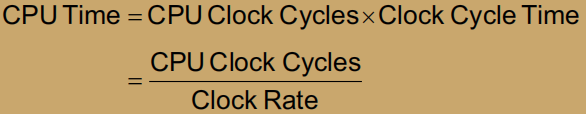 CPU Time = CPU Clock Cycles × Clock Cycle Time
= CPU Clock Cycles
Clock Rate